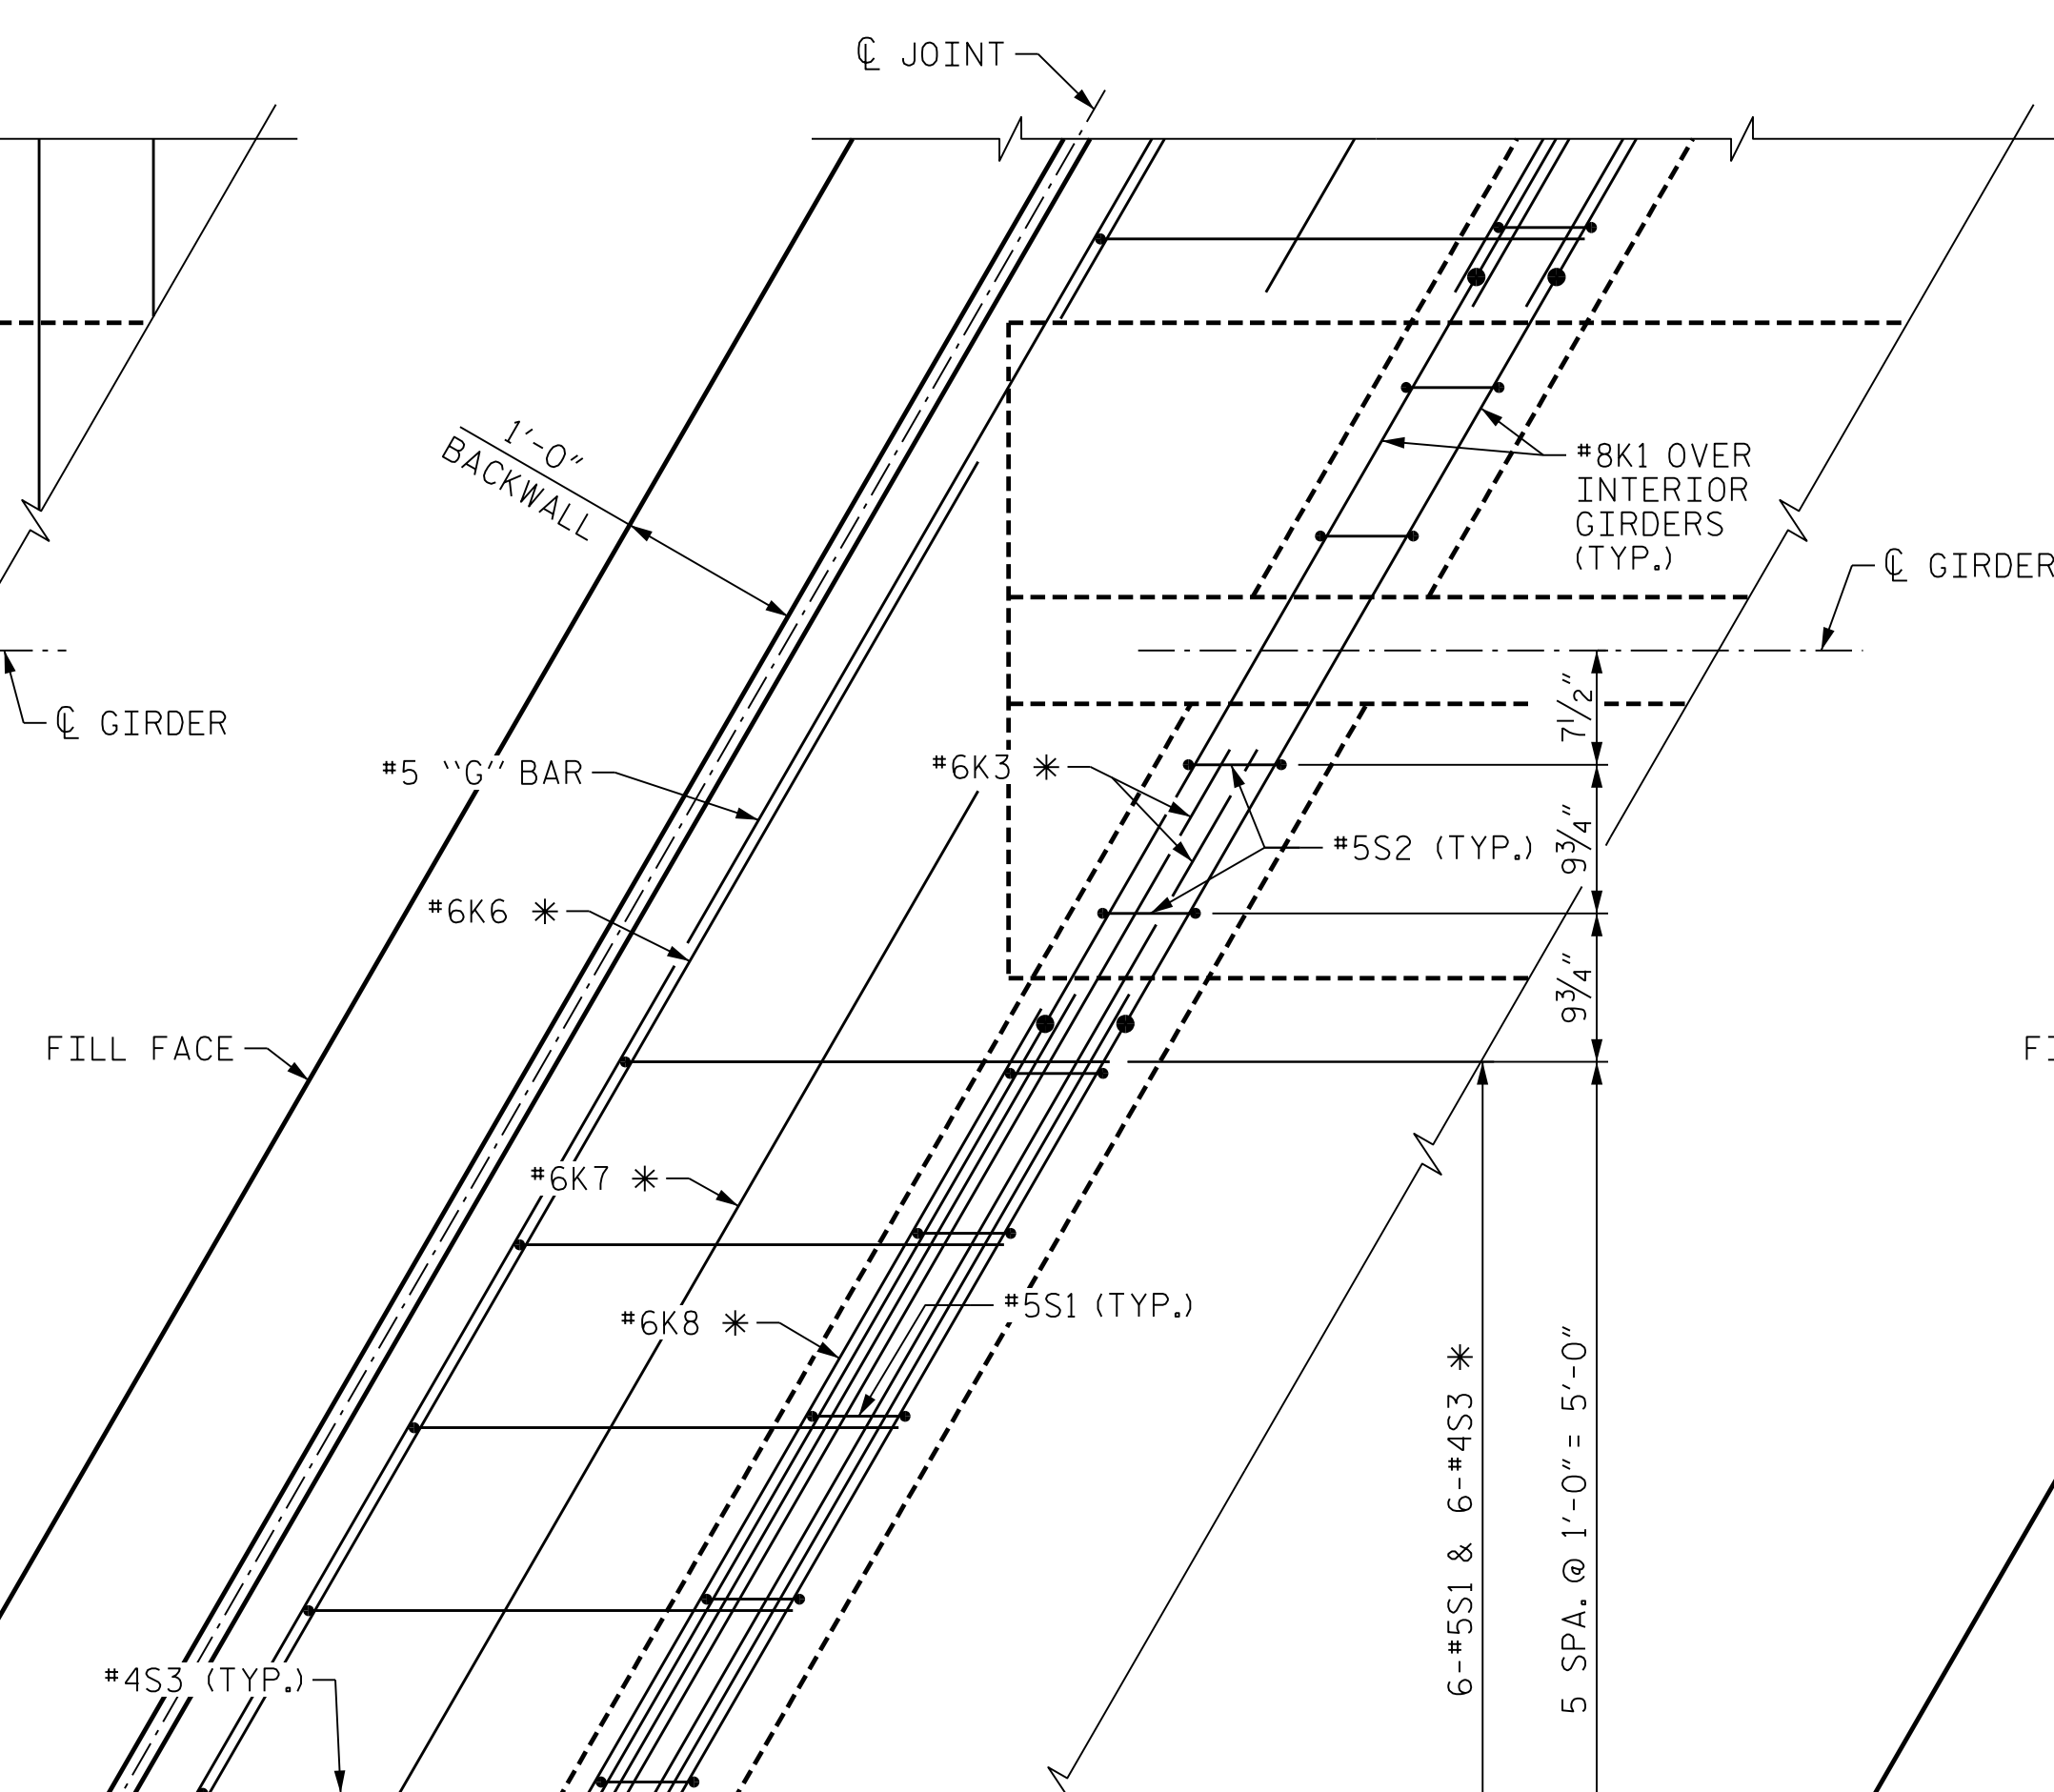 ℄ JOINT
1'-0"
BACKWALL
#8K1 OVER
INTERIOR
GIRDERS
(TYP.)
℄ GIRDER
℄ GIRDER
7½"
#5 "G" BAR
#6K3 *
#5S2 (TYP.)
9¾"
#6K6 *
9¾"
FILL FACE
#6K7 *
#5S1 (TYP.)
#6K8 *
6-#5S1 & 6-#4S3 *
5 SPA. @ 1'-0" = 5'-0"
#4S3 (TYP.)